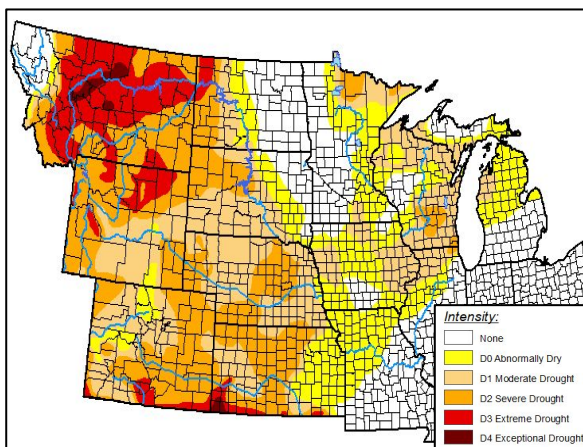 Intensity:
None
D0 Abnormally Dry
D1 Moderate Drought
D2 Severe Drought
D3 Extreme Drought
D4 Exceptional Drought